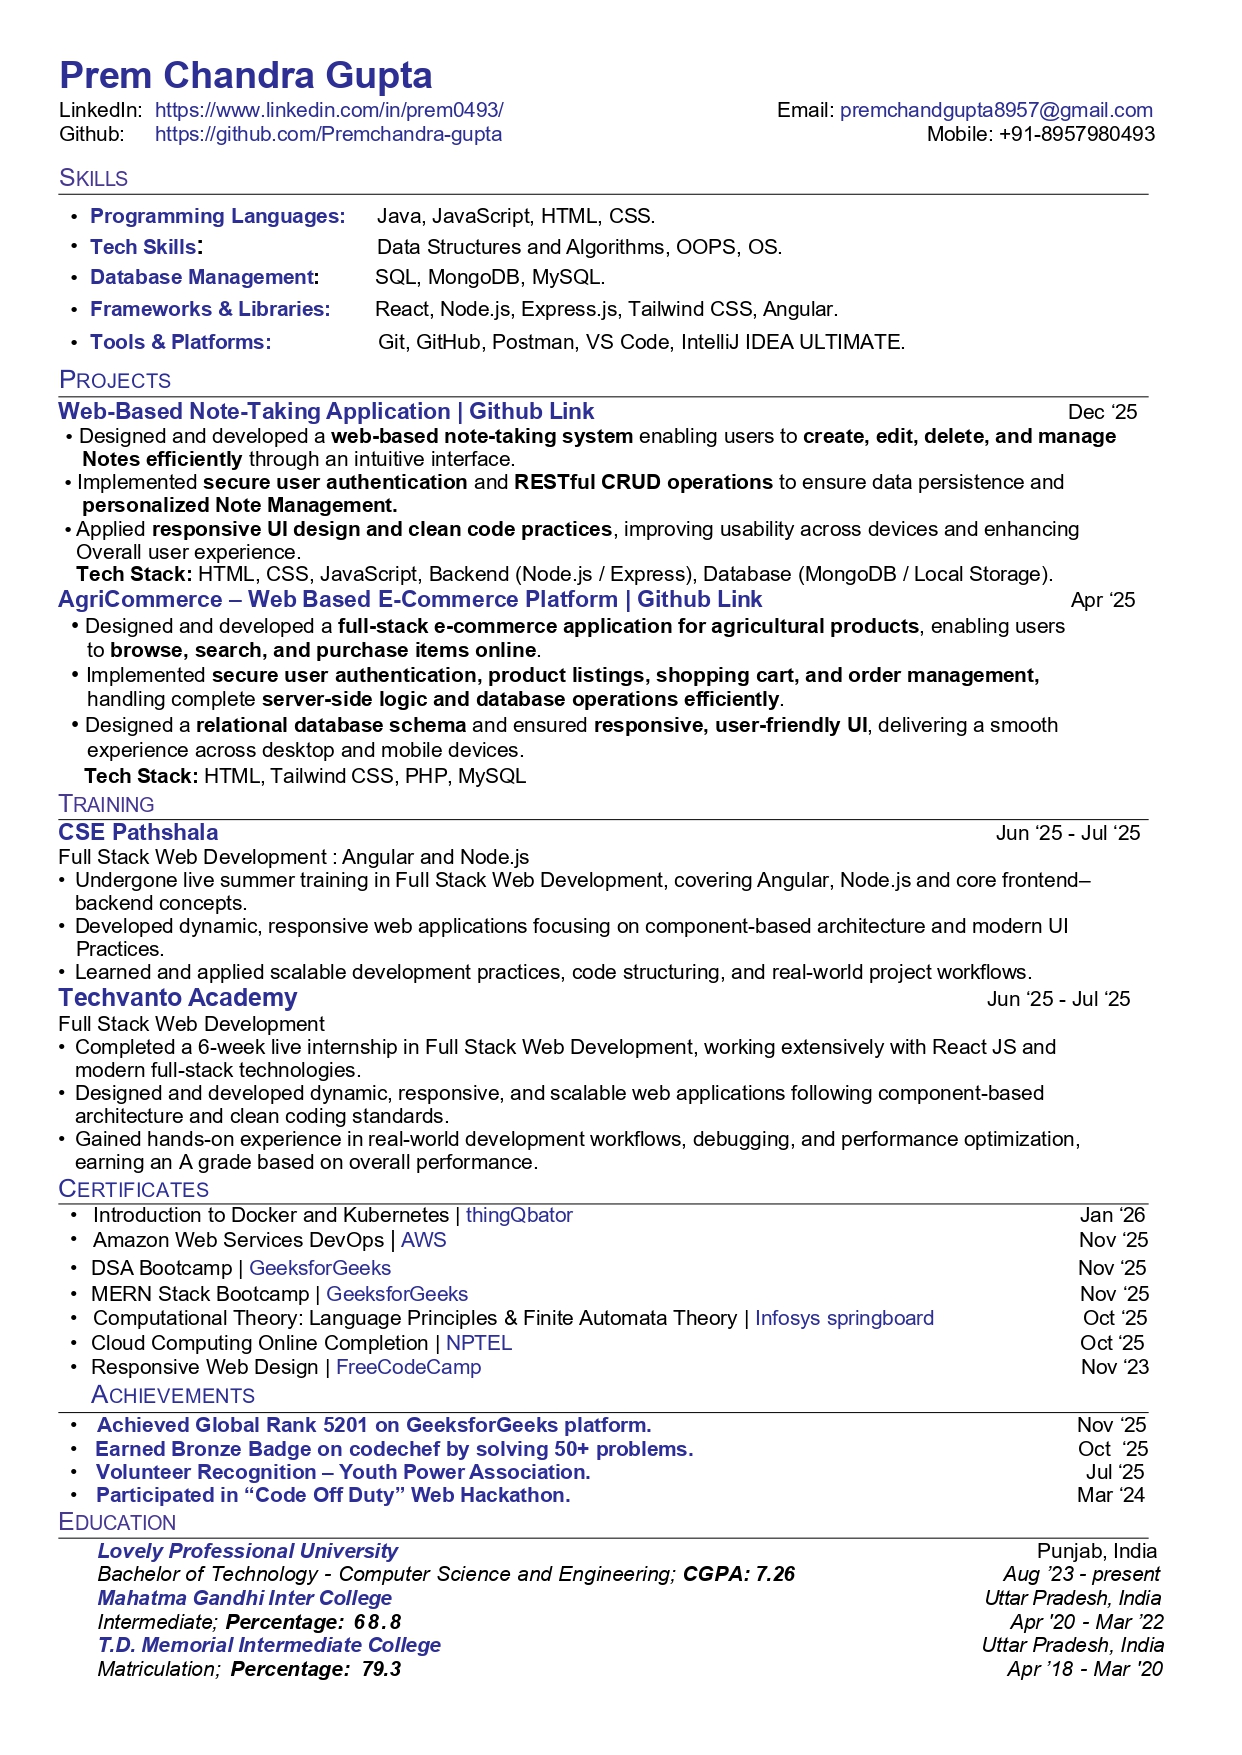 Prem Chandra Gupta
LinkedIn: https://www.linkedin.com/in/prem0493/ Email: premchandgupta8957@gmail.com
Github: https://github.com/Premchandra-gupta Mobile: +91-8957980493
SKILLS
• Programming Languages: Java, JavaScript, HTML, CSS.
• Tech Skills: Data Structures and Algorithms, OOPS, OS.
• Database Management: SQL, MongoDB, MySQL.
• Frameworks & Libraries: React, Node.js, Express.js, Tailwind CSS, Angular.
• Tools & Platforms: Git, GitHub, Postman, VS Code, IntelliJ IDEA ULTIMATE.
PROJECTS
Web-Based Note-Taking Application | Github Link Dec ‘25
• Designed and developed a web-based note-taking system enabling users to create, edit, delete, and manage
Notes efficiently through an intuitive interface.
• Implemented secure user authentication and RESTful CRUD operations to ensure data persistence and
personalized Note Management.
• Applied responsive UI design and clean code practices, improving usability across devices and enhancing
Overall user experience.
Tech Stack: HTML, CSS, JavaScript, Backend (Node.js / Express), Database (MongoDB / Local Storage).
AgriCommerce – Web Based E-Commerce Platform | Github Link Apr ‘25
• Designed and developed a full-stack e-commerce application for agricultural products, enabling users
to browse, search, and purchase items online.
• Implemented secure user authentication, product listings, shopping cart, and order management,
handling complete server-side logic and database operations efficiently.
• Designed a relational database schema and ensured responsive, user-friendly UI, delivering a smooth
experience across desktop and mobile devices.
Tech Stack: HTML, Tailwind CSS, PHP, MySQL
TRAINING
CSE Pathshala Jun ‘25 - Jul ‘25
Full Stack Web Development : Angular and Node.js
• Undergone live summer training in Full Stack Web Development, covering Angular, Node.js and core frontend–
backend concepts.
• Developed dynamic, responsive web applications focusing on component-based architecture and modern UI
Practices.
• Learned and applied scalable development practices, code structuring, and real-world project workflows.
Techvanto Academy Jun ‘25 - Jul ‘25
Full Stack Web Development
• Completed a 6-week live internship in Full Stack Web Development, working extensively with React JS and
modern full-stack technologies.
• Designed and developed dynamic, responsive, and scalable web applications following component-based
architecture and clean coding standards.
• Gained hands-on experience in real-world development workflows, debugging, and performance optimization,
earning an A grade based on overall performance.
CERTIFICATES
• Introduction to Docker and Kubernetes | thingQbator Jan ‘26
• Amazon Web Services DevOps | AWS Nov ‘25
• DSA Bootcamp | GeeksforGeeks Nov ‘25
• MERN Stack Bootcamp | GeeksforGeeks Nov ‘25
• Computational Theory: Language Principles & Finite Automata Theory | Infosys springboard Oct ‘25
• Cloud Computing Online Completion | NPTEL Oct ‘25
• Responsive Web Design | FreeCodeCamp Nov ‘23
ACHIEVEMENTS
• Achieved Global Rank 5201 on GeeksforGeeks platform. Nov ‘25
• Earned Bronze Badge on codechef by solving 50+ problems. Oct ‘25
• Volunteer Recognition – Youth Power Association. Jul ‘25
• Participated in “Code Off Duty” Web Hackathon. Mar ‘24
EDUCATION
Lovely Professional University Punjab, India
Bachelor of Technology - Computer Science and Engineering; CGPA: 7.26 Aug ’23 - present
Mahatma Gandhi Inter College Uttar Pradesh, India
Intermediate; Percentage: 68.8 Apr '20 - Mar ’22
T.D. Memorial Intermediate College Uttar Pradesh, India
Matriculation; Percentage: 79.3 Apr ’18 - Mar '20